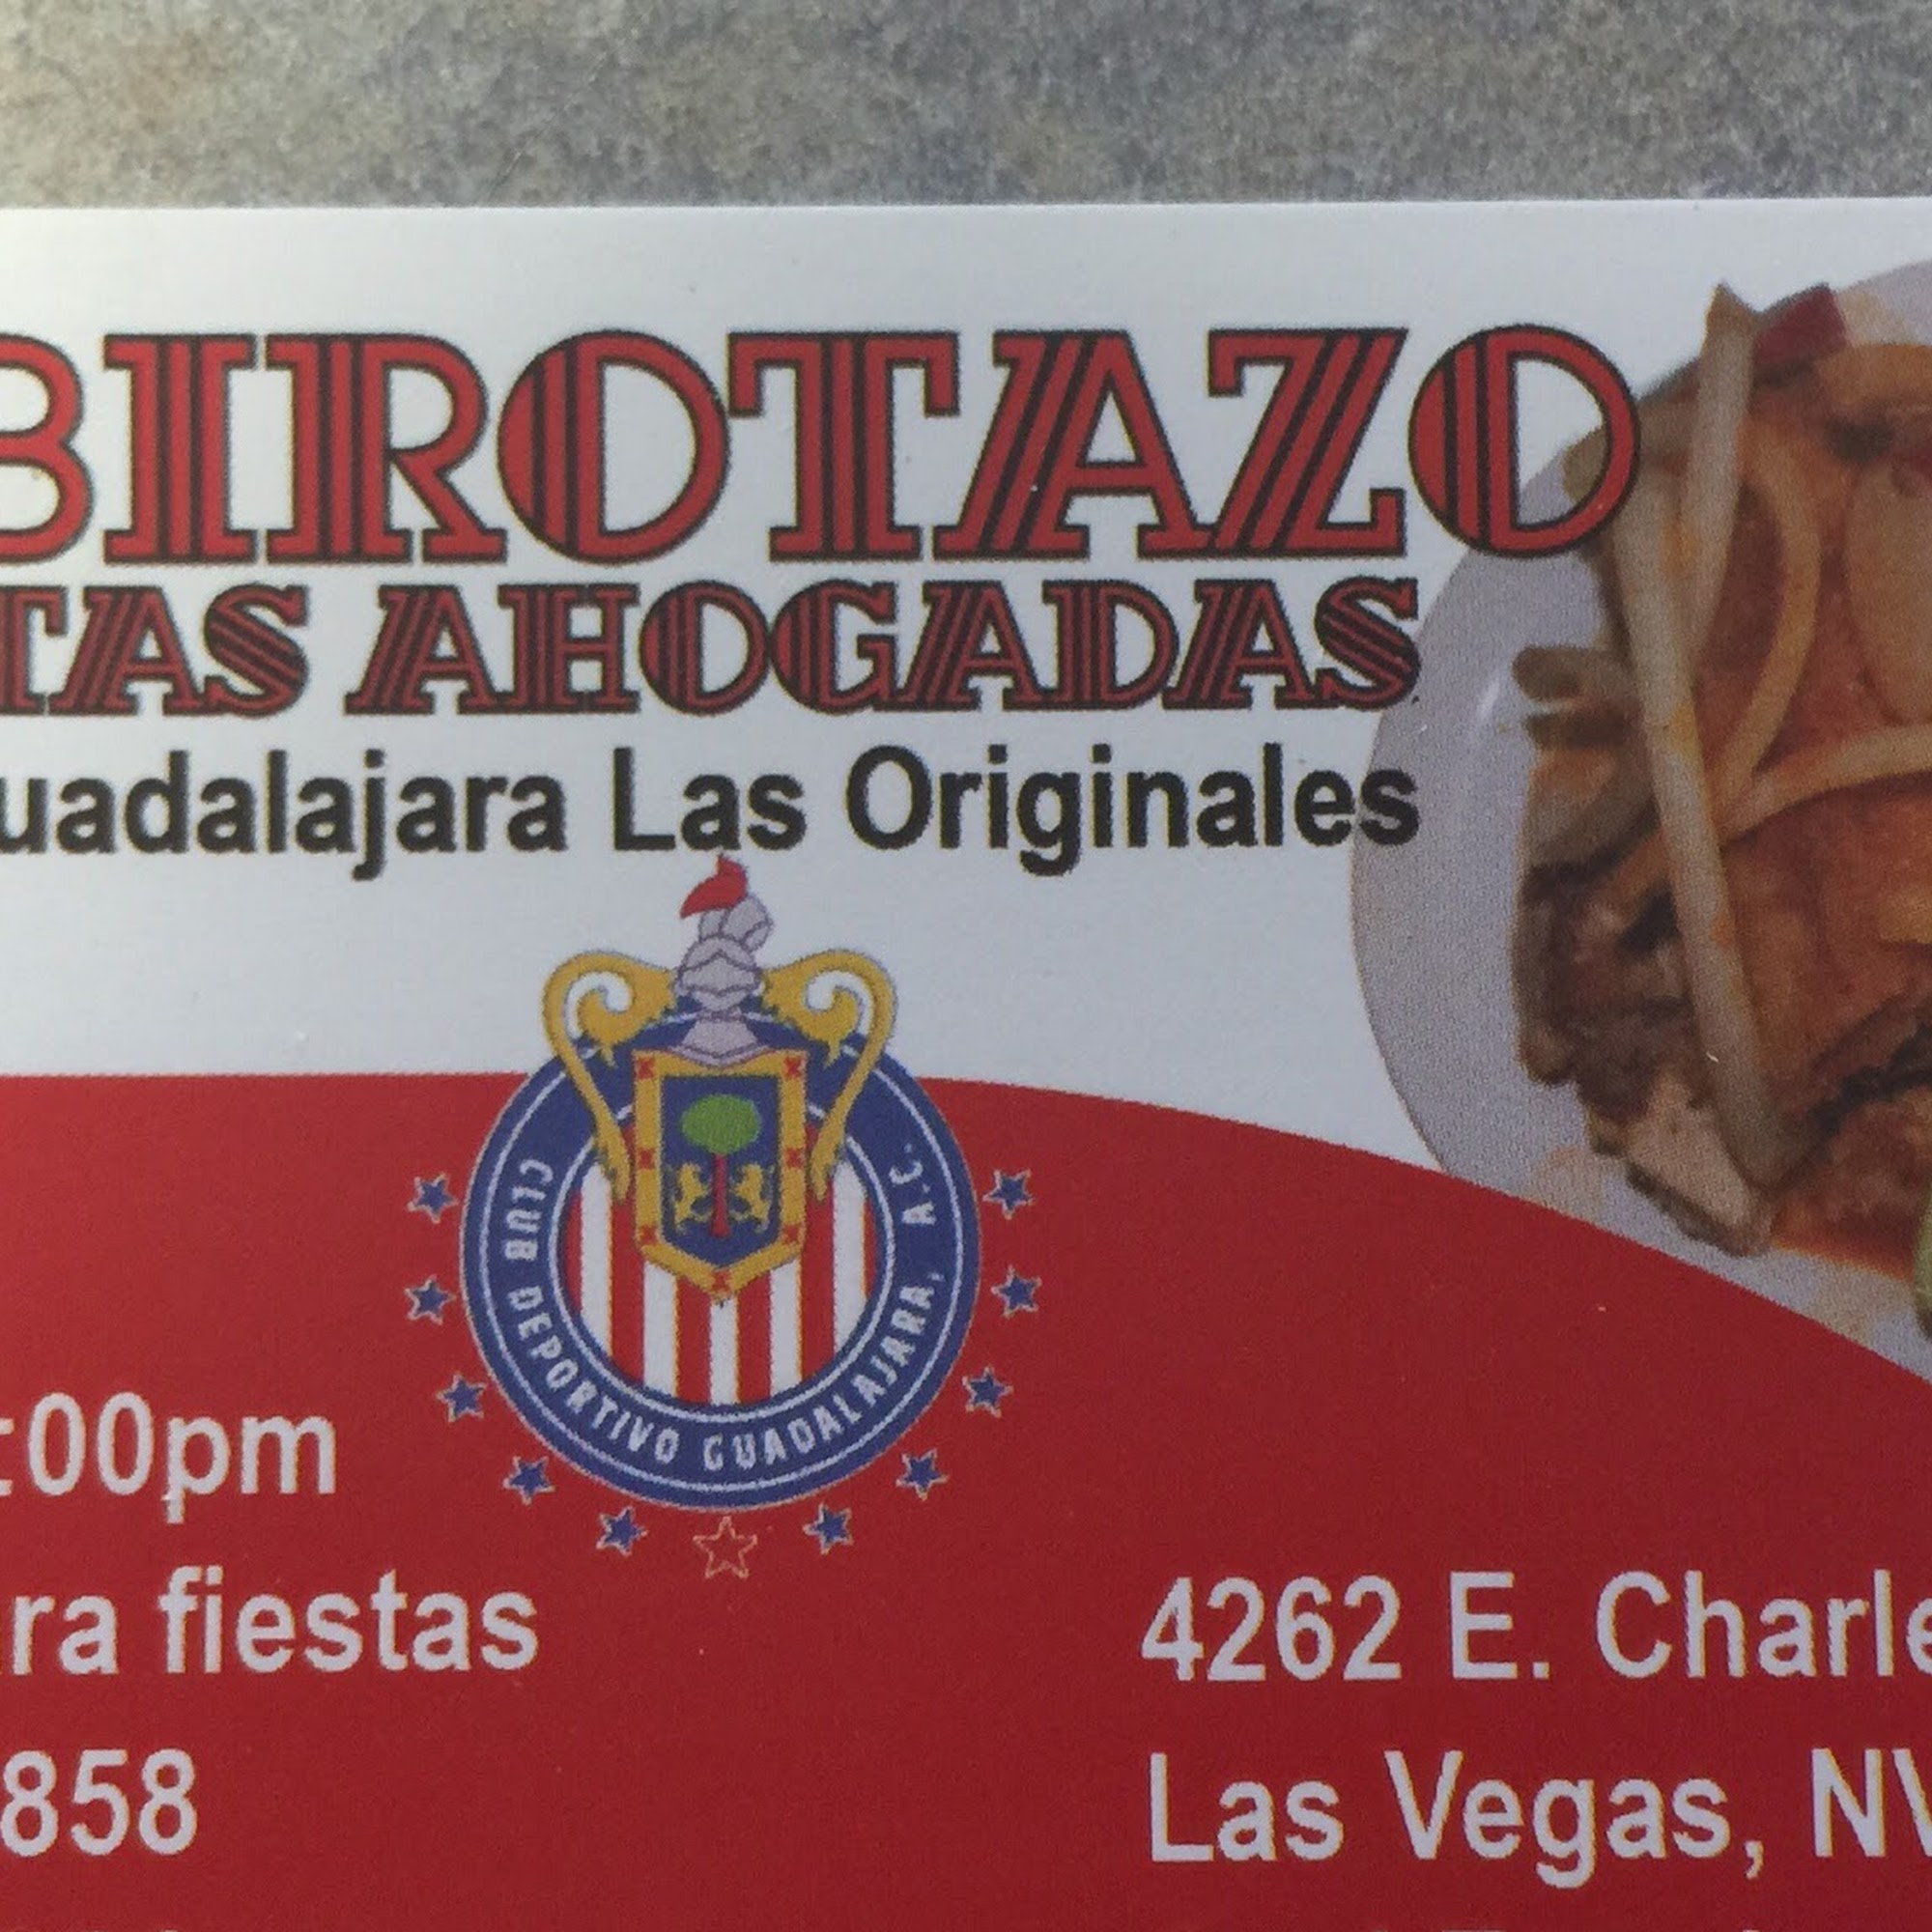 BIROTAZO
TAS AHOGADAS
uadalajara Las Originales
CLUB DEPORTIVO GUADALAJARA, A.C.
:00pm
ra fiestas
858
4262 E. Charle
Las Vegas, NV